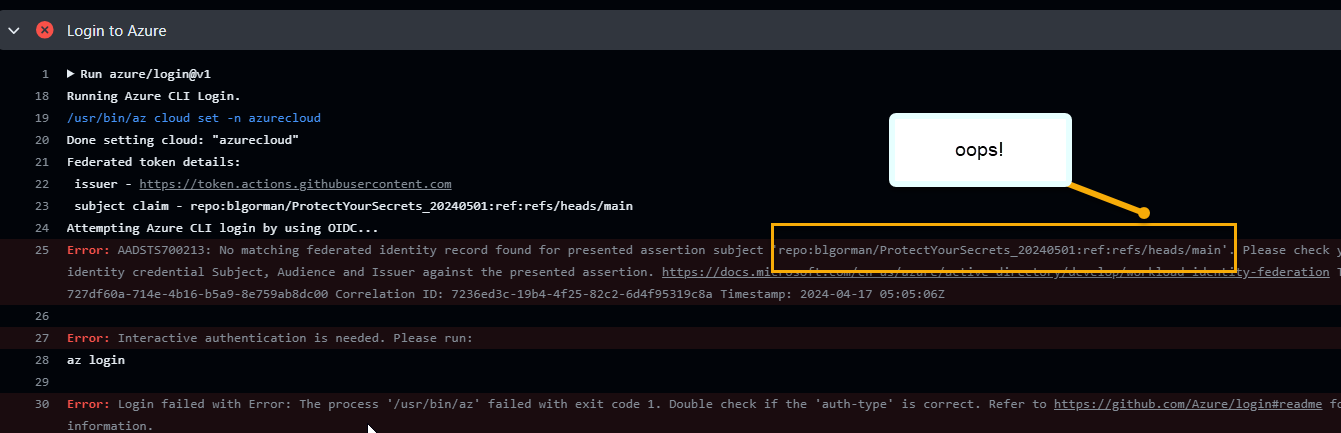 Login to Azure
1 Run azure/login@v1
18 Running Azure CLI Login.
19 /usr/bin/az cloud set -n azurecloud
20 Done setting cloud: "azurecloud"
21 Federated token details:
22 issuer - https://token.actions.githubusercontent.com
23 subject claim - repo:blgorman/ProtectYourSecrets_20240501:ref:refs/heads/main
24 Attempting Azure CLI login by using OIDC...
oops!
25 Error: AADSTS700213: No matching federated identity record found for presented assertion subject 'repo:blgorman/ProtectYourSecrets_20240501:ref:refs/heads/main'. Please check y
identity credential Subject, Audience and Issuer against the presented assertion. https://docs.microsoft.com/en-us/azure/active-directory/develop/workload-identity-federation T
727df60a-714e-4b16-b5a9-8e759ab8dc00 Correlation ID: 7236ed3c-19b4-4f25-82c2-6d4f95319c8a Timestamp: 2024-04-17 05:05:06Z
26
27 Error: Interactive authentication is needed. Please run:
28 az login
29
30 Error: Login failed with Error: The process '/usr/bin/az' failed with exit code 1. Double check if the 'auth-type' is correct. Refer to https://github.com/Azure/login#readme fo
information.